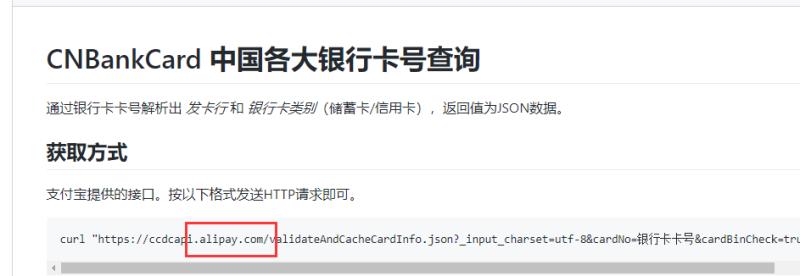 CNBankCard 中国各大银行卡号查询
通过银行卡卡号解析出 发卡行 和 银行卡类别（储蓄卡/信用卡），返回值为JSON数据。
获取方式
支付宝提供的接口。按以下格式发送HTTP请求即可。
curl "https://ccdcapi.alipay.com/validateAndCacheCardInfo.json?_input_charset=utf-8&cardNo=银行卡卡号&cardBinCheck=tru